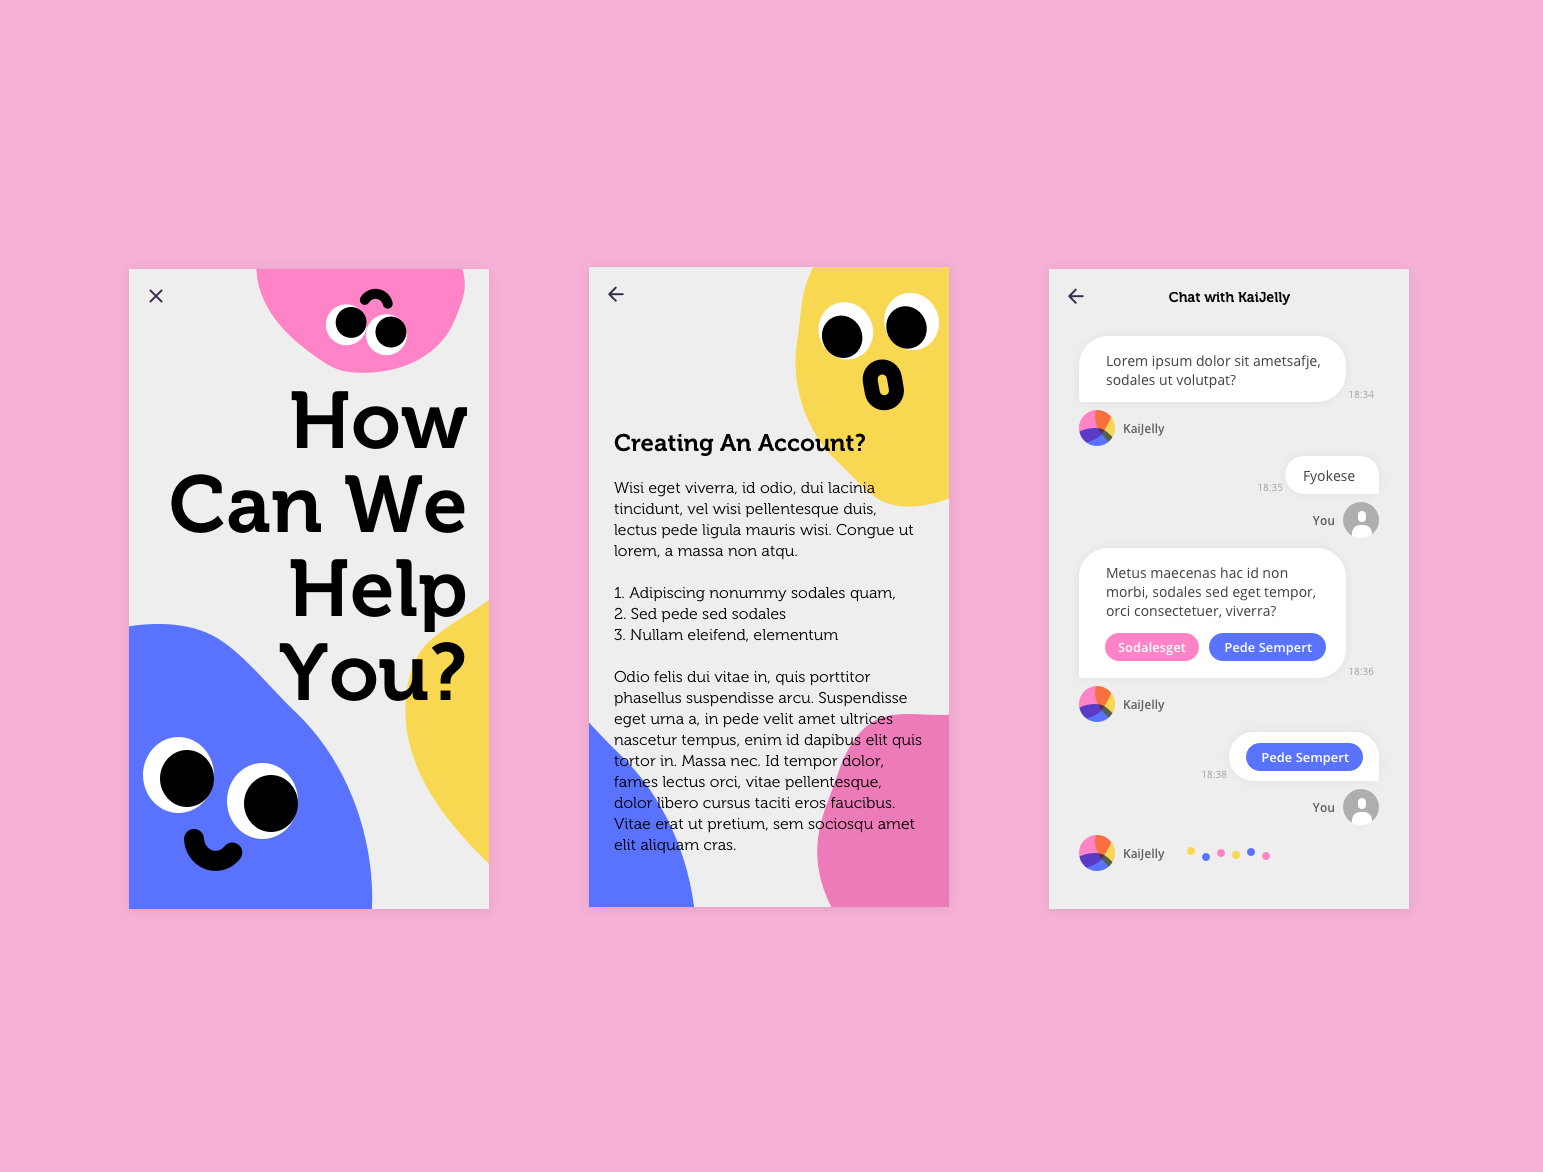 How
Can We
Help
You?
Creating An Account?
Wisi eget viverra, id odio, dui lacinia
tincidunt, vel wisi pellentesque duis,
lectus pede ligula mauris wisi. Congue ut
lorem, a massa non atqu.
1. Adipiscing nonummy sodales quam,
2. Sed pede sed sodales
3. Nullam eleifend, elementum
Odio felis dui vitae in, quis porttitor
phasellus suspendisse arcu. Suspendisse
eget urna a, in pede velit amet ultrices
nascetur tempus, enim id dapibus elit quis
tortor in. Massa nec. Id tempor dolor,
fames lectus orci, vitae pellentesque,
dolor libero cursus taciti eros faucibus.
Vitae erat ut pretium, sem sociosqu amet
elit aliquam cras.
Chat with KaiJelly
Lorem ipsum dolor sit ametsafje,
sodales ut volutpat?
18:34
KaiJelly
Fyokese
18:35
You
Metus maecenas hac id non
morbi, sodales sed eget tempor,
orci consectetuer, viverra?
Sodalesget Pede Sempert
18:36
KaiJelly
Pede Sempert
18:38
You
KaiJelly